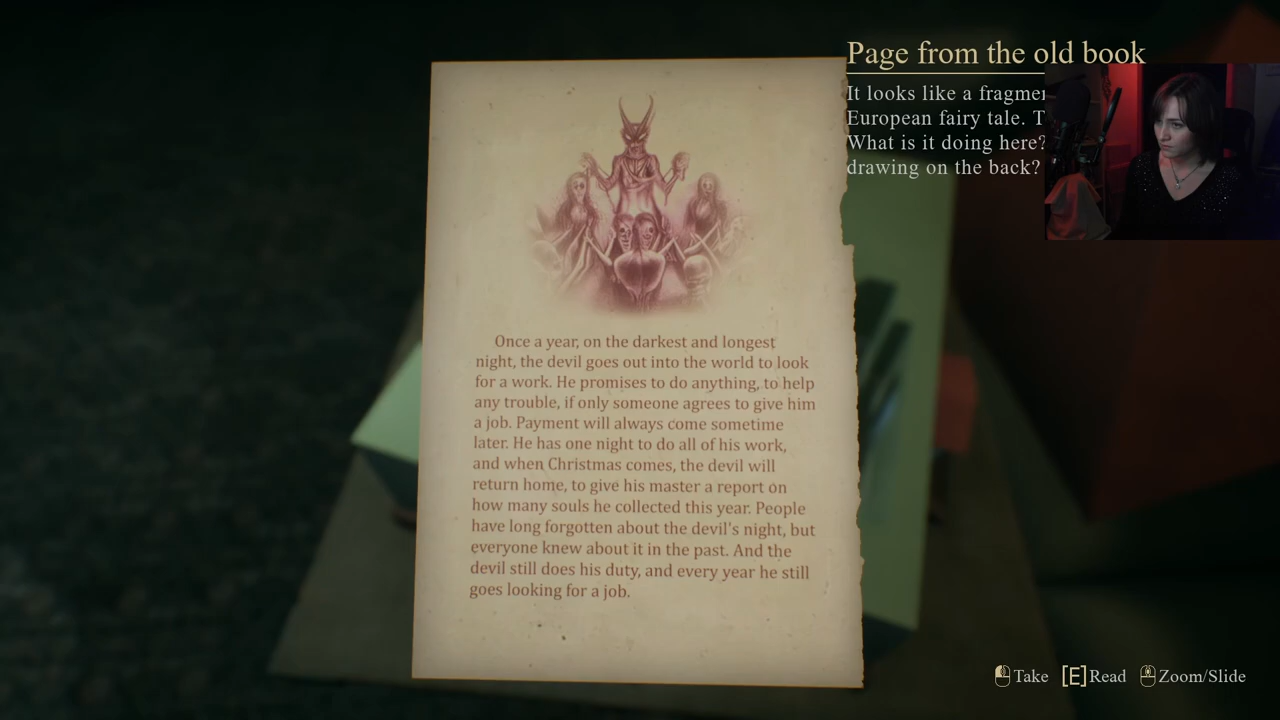 Page from the old book
It looks like a
European fairy tale.
What is it doing here?
drawing on the back?
Once a year, on the darkest and longest
night, the devil goes out into the world to look
for a work. He promises to do anything, to help
any trouble, if only someone agrees to give him
a job. Payment will always come sometime
later. He has one night to do all of his work,
and when Christmas comes, the devil will
return home, to give his master a report on
how many souls he collected this year. People
have long forgotten about the devil's night, but
everyone knew about it in the past. And the
devil still does his duty, and every year he still
goes looking for a job.
Take [E]Read Zoom/Slide